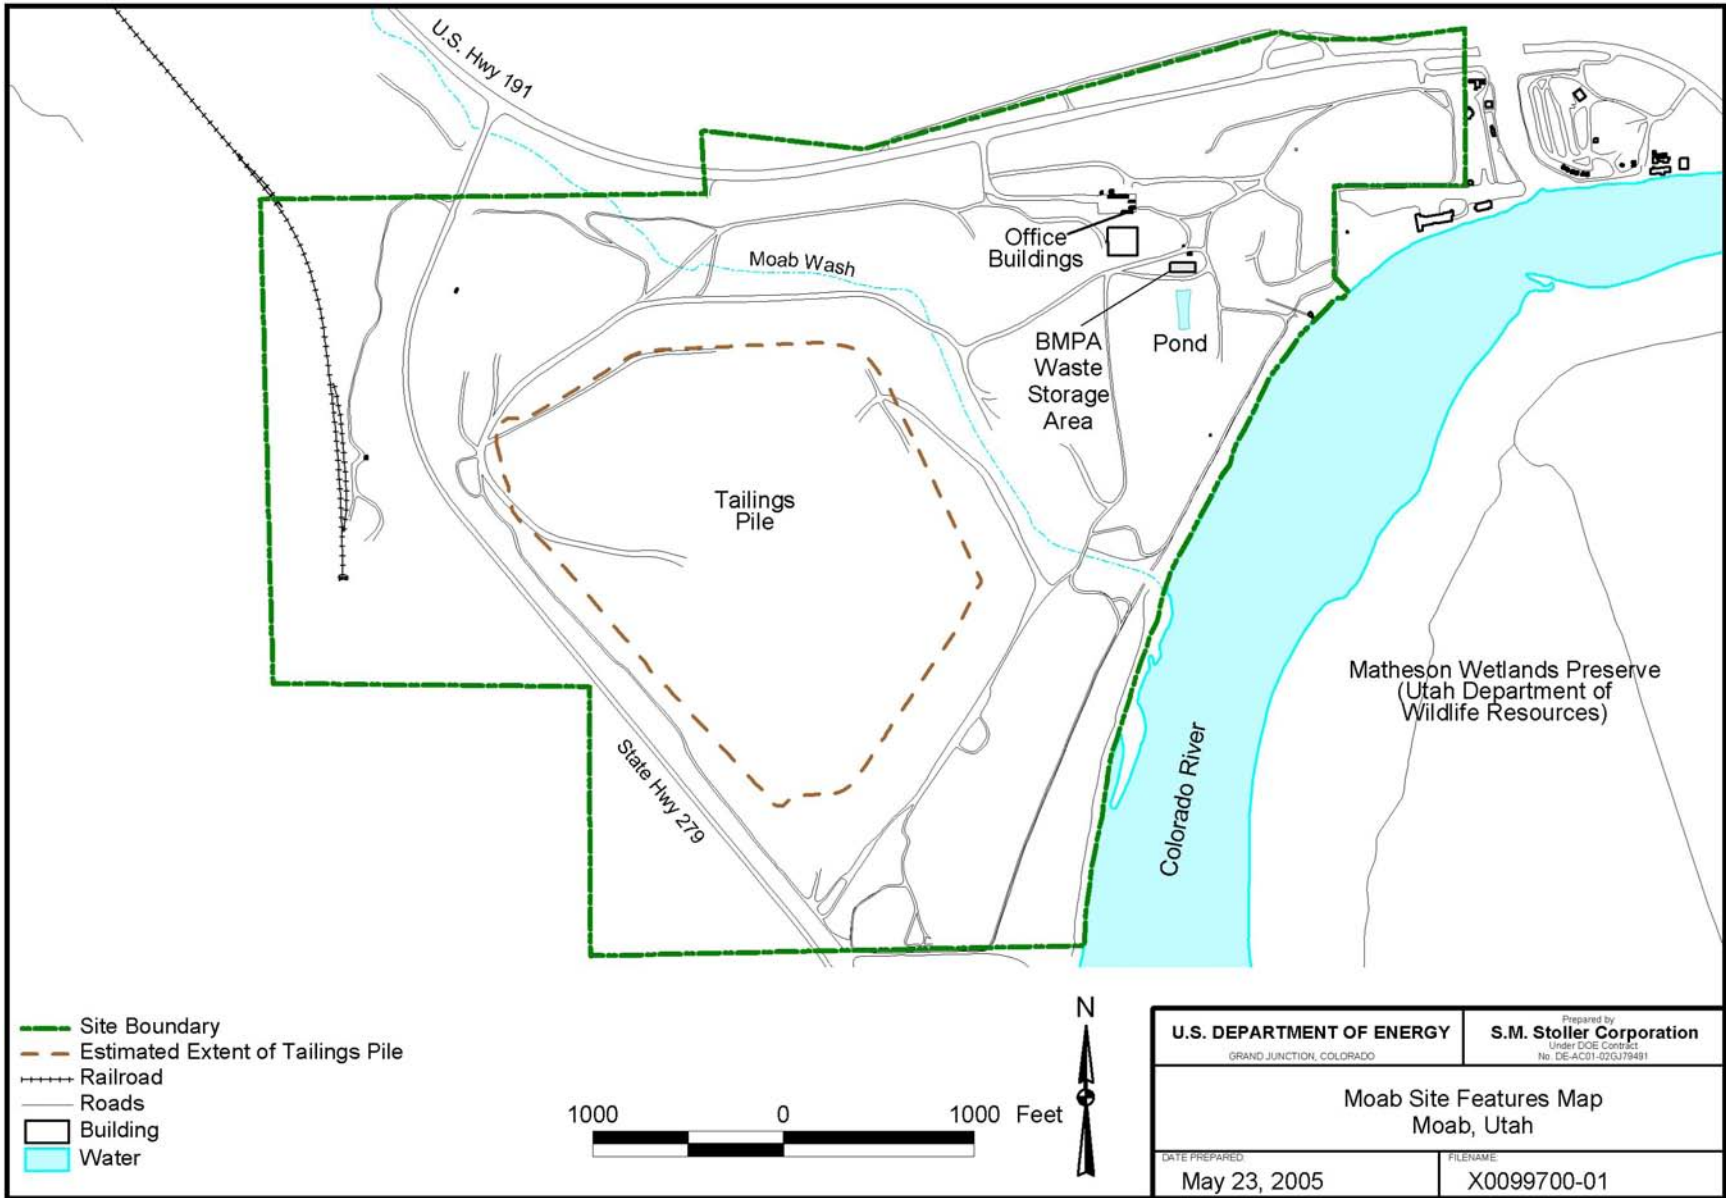 U.S. Hwy 191
Moab Wash
Office
Buildings
BMPA
Waste
Storage
Area
Pond
Tailings
Pile
Matheson Wetlands Preserve
(Utah Department of
Wildlife Resources)
State Hwy 279
Colorado River
Site Boundary
Estimated Extent of Tailings Pile
Railroad
Roads
Building
Water
1000 0 1000 Feet
N
U.S. DEPARTMENT OF ENERGY
GRAND JUNCTION, COLORADO
Prepared by
S.M. Stoller Corporation
Under DOE Contract
No. DE-AC01-02GJ79491
Moab Site Features Map
Moab, Utah
DATE PREPARED:
May 23, 2005
FILENAME:
X0099700-01